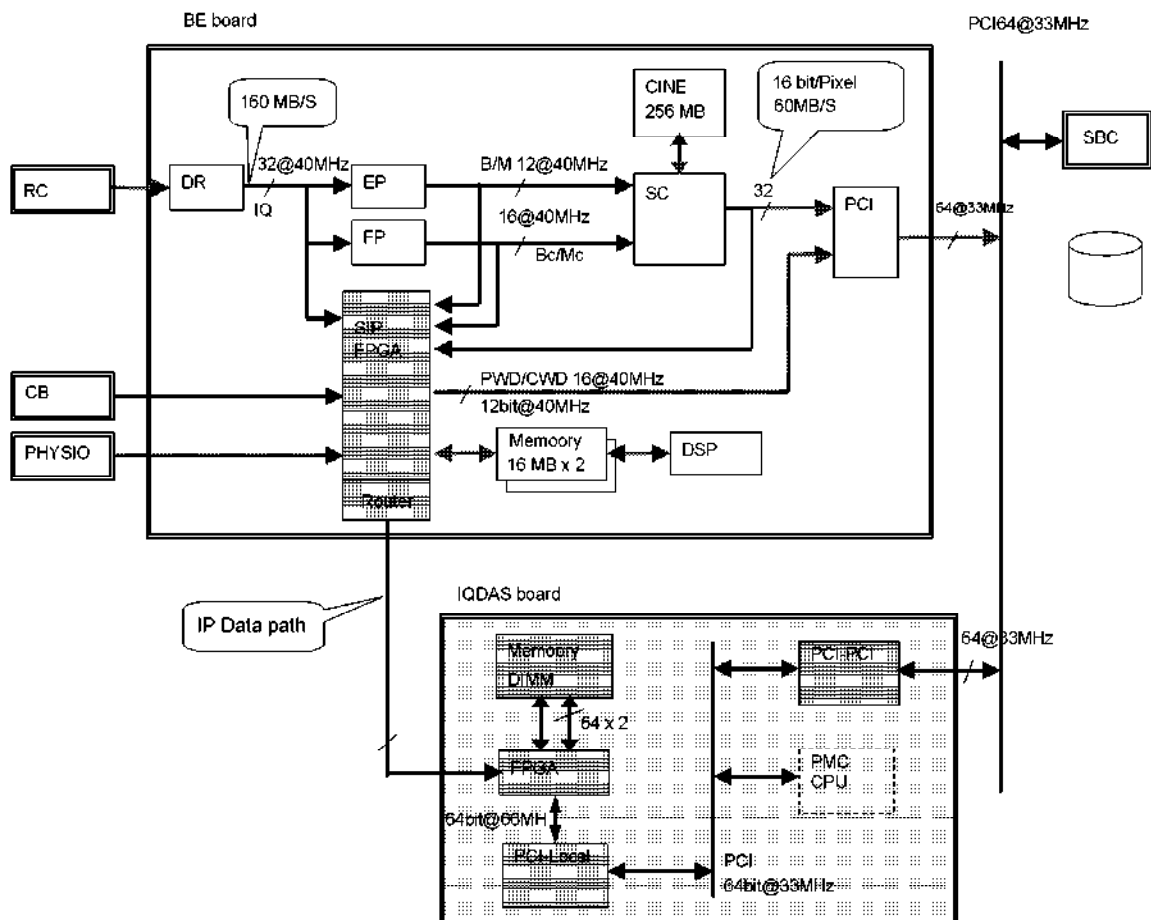 BE board
PCI64@33MHz
160 MB/S
CINE
256 MB
16 bit/Pixel
60MB/S
SBC
RC
DR
32@40MHz
IQ
EP
B/M 12@40MHz
SC
32
PCI
64@33MHz
FP
16@40MHz
Bc/Mc
SIP
FPGA
CB
PWD/CWD 16@40MHz
12bit@40MHz
PHYSIO
Memoory
16 MB x 2
DSP
Router
IP Data path
IQDAS board
Memoory
DIMM
64 x 2
PCI-PCI
64@33MHz
FPGA
PMC
CPU
64bit@66MH
PCI-Local
PCI
64bit@33MHz